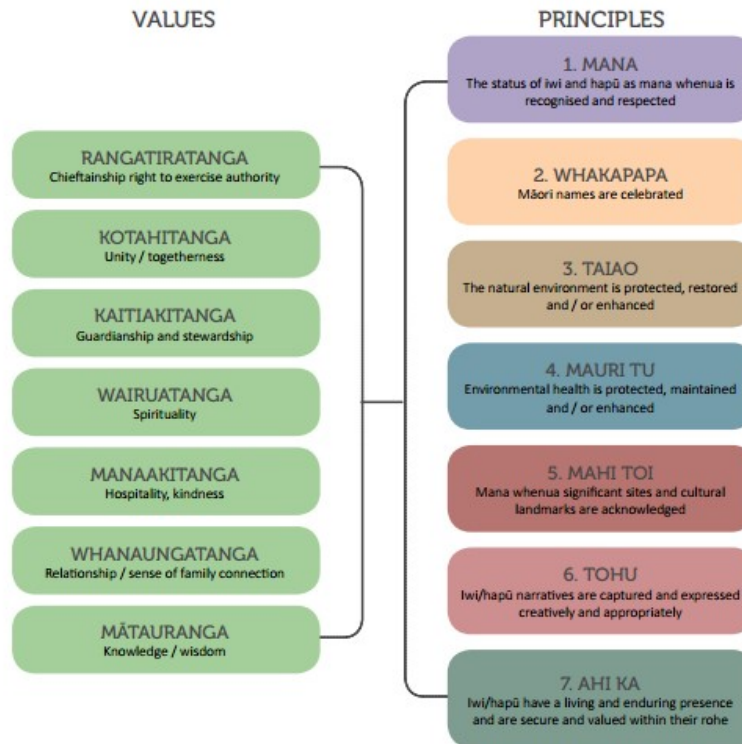 VALUES
RANGATIRATANGA
Chieftainship right to exercise authority
KOTAHITANGA
Unity / togetherness
KAITIAKITANGA
Guardianship and stewardship
WAIRUATANGA
Spirituality
MANAAKITANGA
Hospitality, kindness
WHANAUNGATANGA
Relationship / sense of family connection
MĀTAURANGA
Knowledge / wisdom
PRINCIPLES
1. MANA
The status of iwi and hapū as mana whenua is
recognised and respected
2. WHAKAPAPA
Māori names are celebrated
3. TAIAO
The natural environment is protected, restored
and / or enhanced
4. MAURI TU
Environmental health is protected, maintained
and / or enhanced
5. MAHI TOI
Mana whenua significant sites and cultural
landmarks are acknowledged
6. TOHU
Iwi/hapū narratives are captured and expressed
creatively and appropriately
7. AHI KA
Iwi/hapū have a living and enduring presence
and are secure and valued within their rohe